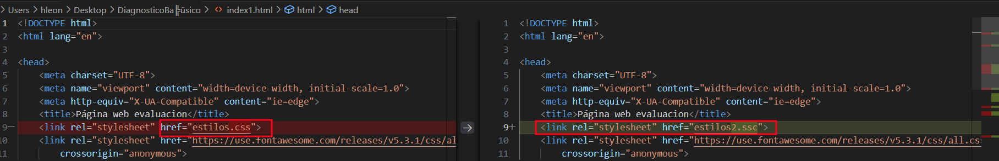 Users > hleon > Desktop > DiagnosticoBa╠üsico > index1.html > html > head
1 <!DOCTYPE html>
2 <html lang="en">
3
4 <head>
5 <meta charset="UTF-8">
6 <meta name="viewport" content="width=device-width, initial-scale=1.0">
7 <meta http-equiv="X-UA-Compatible" content="ie=edge">
8 <title>Página web evaluacion</title>
9− <link rel="stylesheet" href="estilos.css">
10 <link rel="stylesheet" href="https://use.fontawesome.com/releases/v5.3.1/css/al
11 crossorigin="anonymous">
1 <!DOCTYPE html>
2 <html lang="en">
3
4 <head>
5 <meta charset="UTF-8">
6 <meta name="viewport" content="width=device-width, initial-scale=1.0">
7 <meta http-equiv="X-UA-Compatible" content="ie=edge">
8 <title>Página web evaluacion</title>
9+ <link rel="stylesheet" href="estilos2.ssc">
10 <link rel="stylesheet" href="https://use.fontawesome.com/releases/v5.3.1/css/all.cs
11 crossorigin="anonymous">